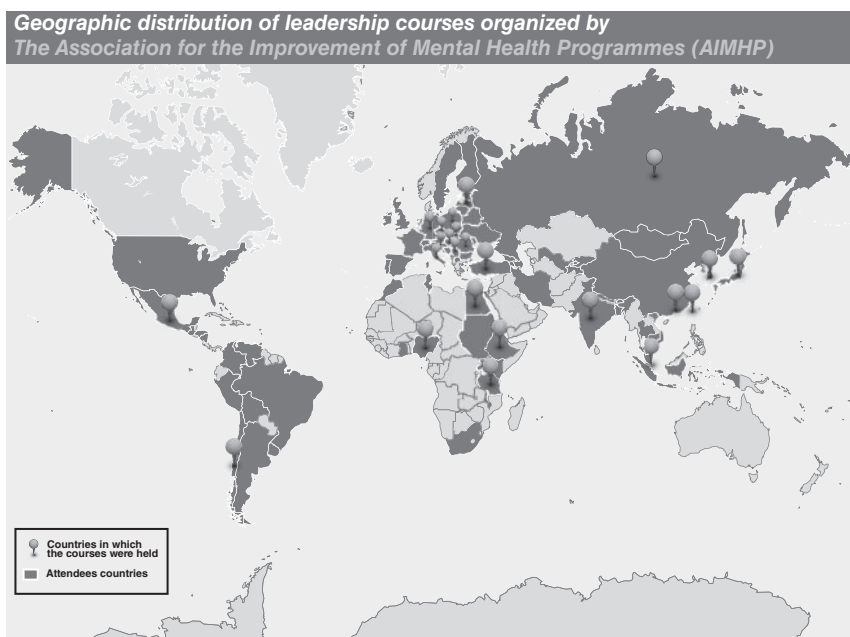 Geographic distribution of leadership courses organized by
The Association for the Improvement of Mental Health Programmes (AIMHP)
Countries in which
the courses were held
Attendees countries